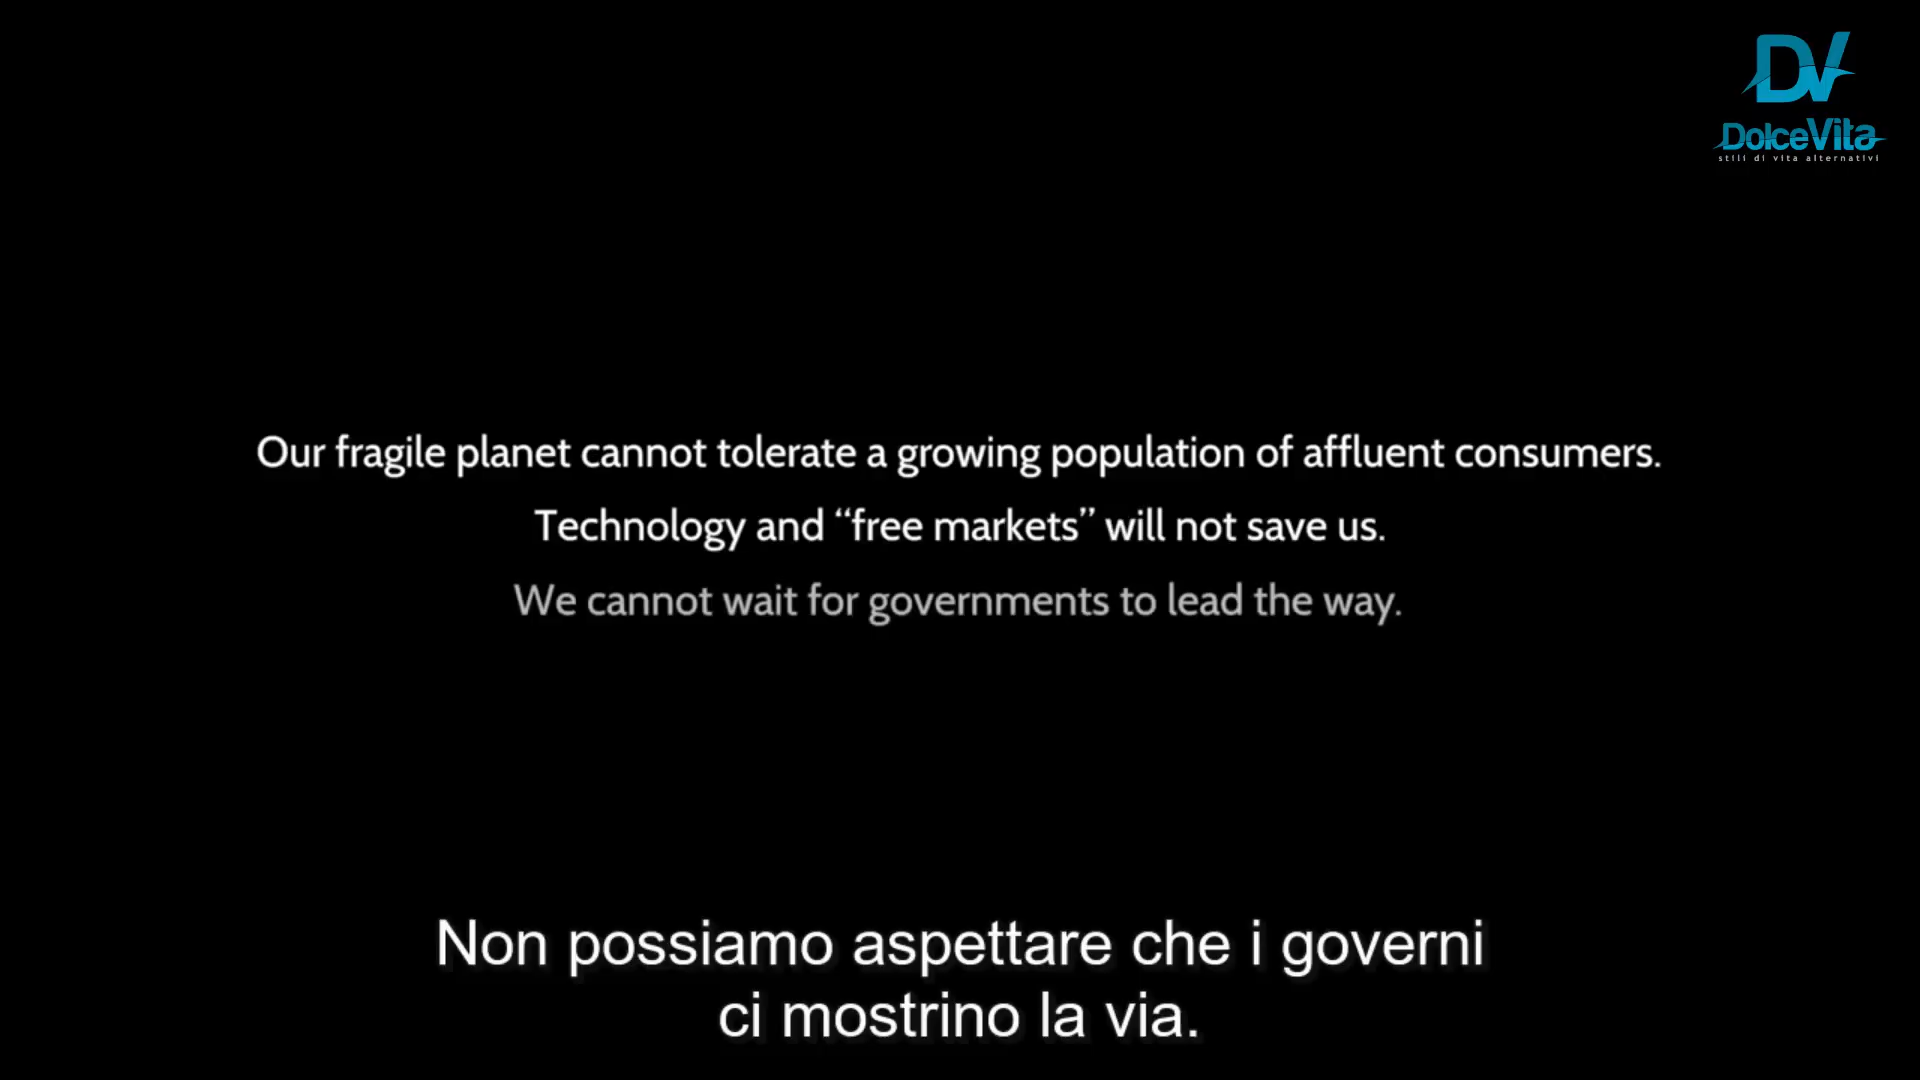 DV
DolceVita
stili di vita alternativi
Our fragile planet cannot tolerate a growing population of affluent consumers.
Technology and “free markets” will not save us.
We cannot wait for governments to lead the way.
Non possiamo aspettare che i governi
ci mostrino la via.